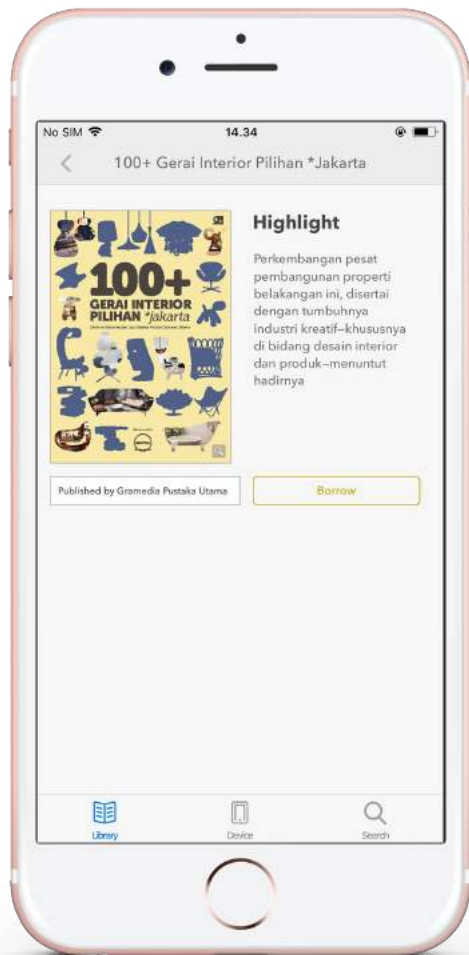 No SIM 14.34
100+ Gerai Interior Pilihan *Jakarta
100+
GERAI INTERIOR
PILIHAN *jakarta
Highlight
Perkembangan pesat
pembangunan properti
belakangan ini, disertai
dengan tumbuhnya
industri kreatif—khususnya
di bidang desain interior
dan produk—menuntut
hadirnya
Published by Gramedia Pustaka Utama
Borrow
Library Device Search